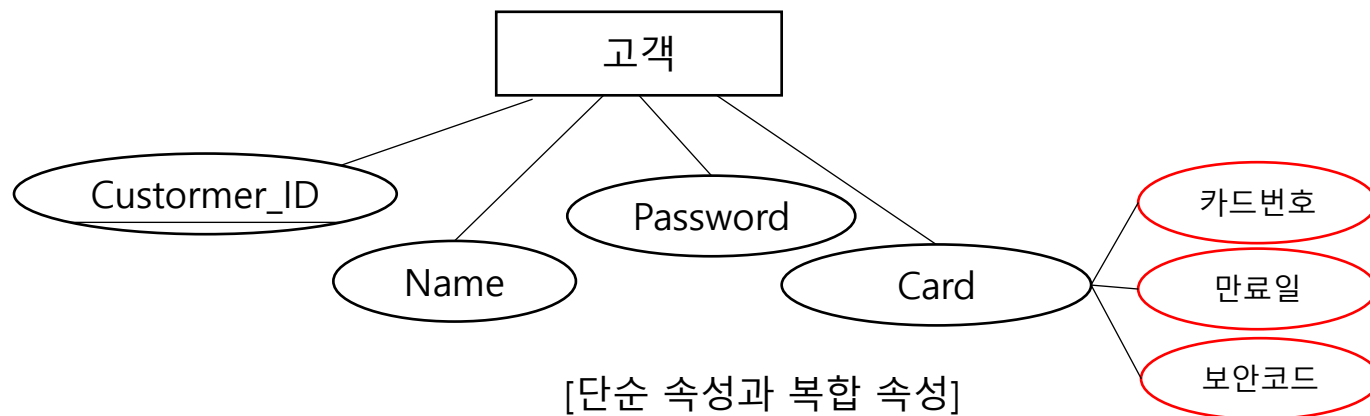 고객
Custormer_ID
Name
Password
Card
카드번호
만료일
보안코드
[단순 속성과 복합 속성]